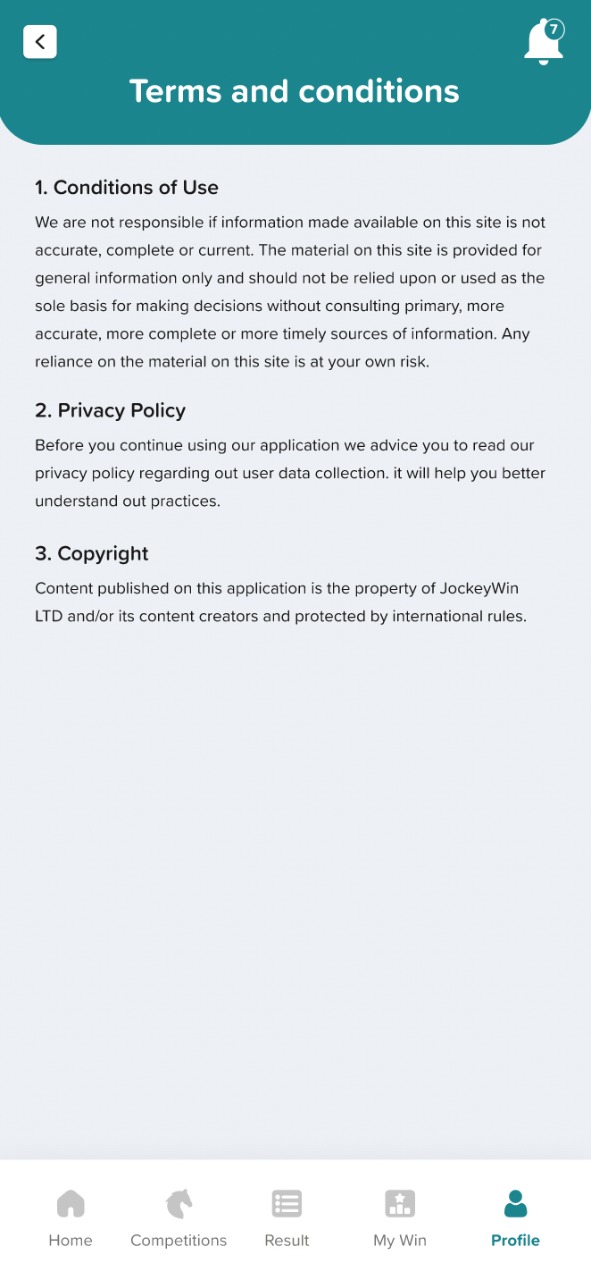 7
Terms and conditions
1. Conditions of Use
We are not responsible if information made available on this site is not
accurate, complete or current. The material on this site is provided for
general information only and should not be relied upon or used as the
sole basis for making decisions without consulting primary, more
accurate, more complete or more timely sources of information. Any
reliance on the material on this site is at your own risk.
2. Privacy Policy
Before you continue using our application we advice you to read our
privacy policy regarding out user data collection. it will help you better
understand out practices.
3. Copyright
Content published on this application is the property of JockeyWin
LTD and/or its content creators and protected by international rules.
Home Competitions Result My Win Profile